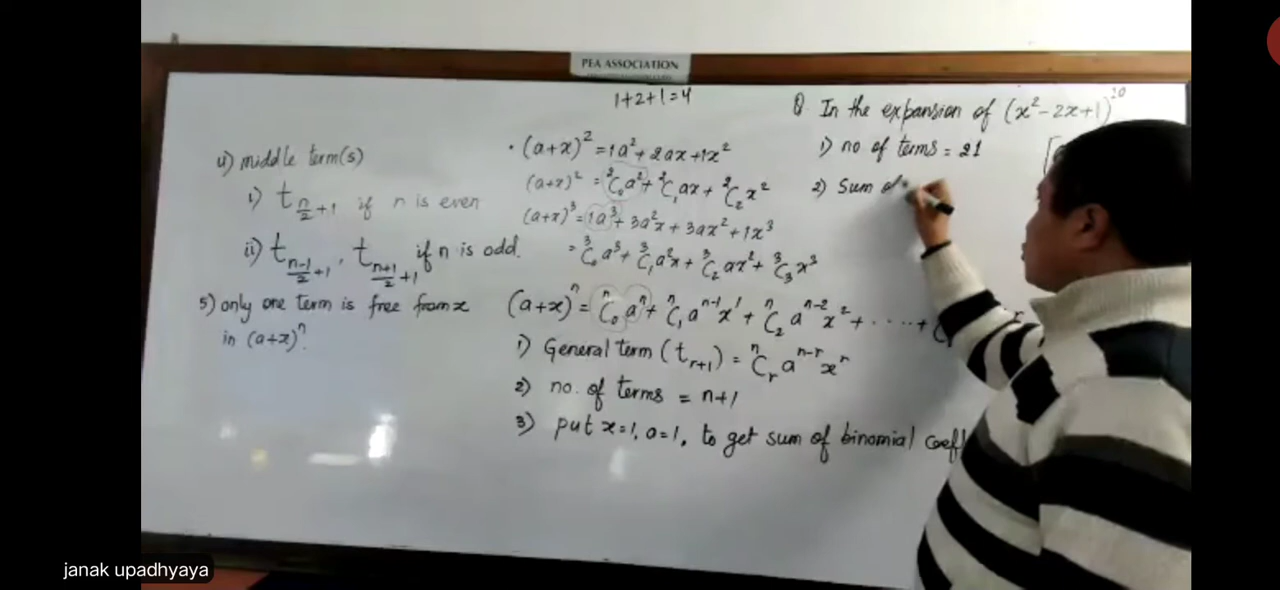 PEA ASSOCIATION
1+2+1=4
4) middle term(s)
i) t_{n/2+1} if n is even
ii) t_{(n-1)/2+1}, t_{(n+1)/2+1} if n is odd.
5) only one term is free from x
in (a+x)ⁿ.
• (a+x)² = 1a²+2ax+1x²
(a+x)² = ²C₀a²+ ²C₁ax+ ²C₂x²
(a+x)³ = 1a³+ 3a²x+3ax²+1x³
= ³C₀a³+ ³C₁a²x+ ³C₂ax²+ ³C₃x³
(a+x)ⁿ = ⁿC₀aⁿ+ ⁿC₁aⁿ⁻¹x¹+ ⁿC₂aⁿ⁻²x²+ ....+
1) General term (t_{r+1}) = ⁿCᵣaⁿ⁻ʳxʳ
2) no. of terms = n+1
3) put x=1, a=1, to get sum of binomial coeff
Q. In the expansion of (x²-2x+1)¹⁰
1) no of terms = 21
2) Sum of
janak upadhyaya